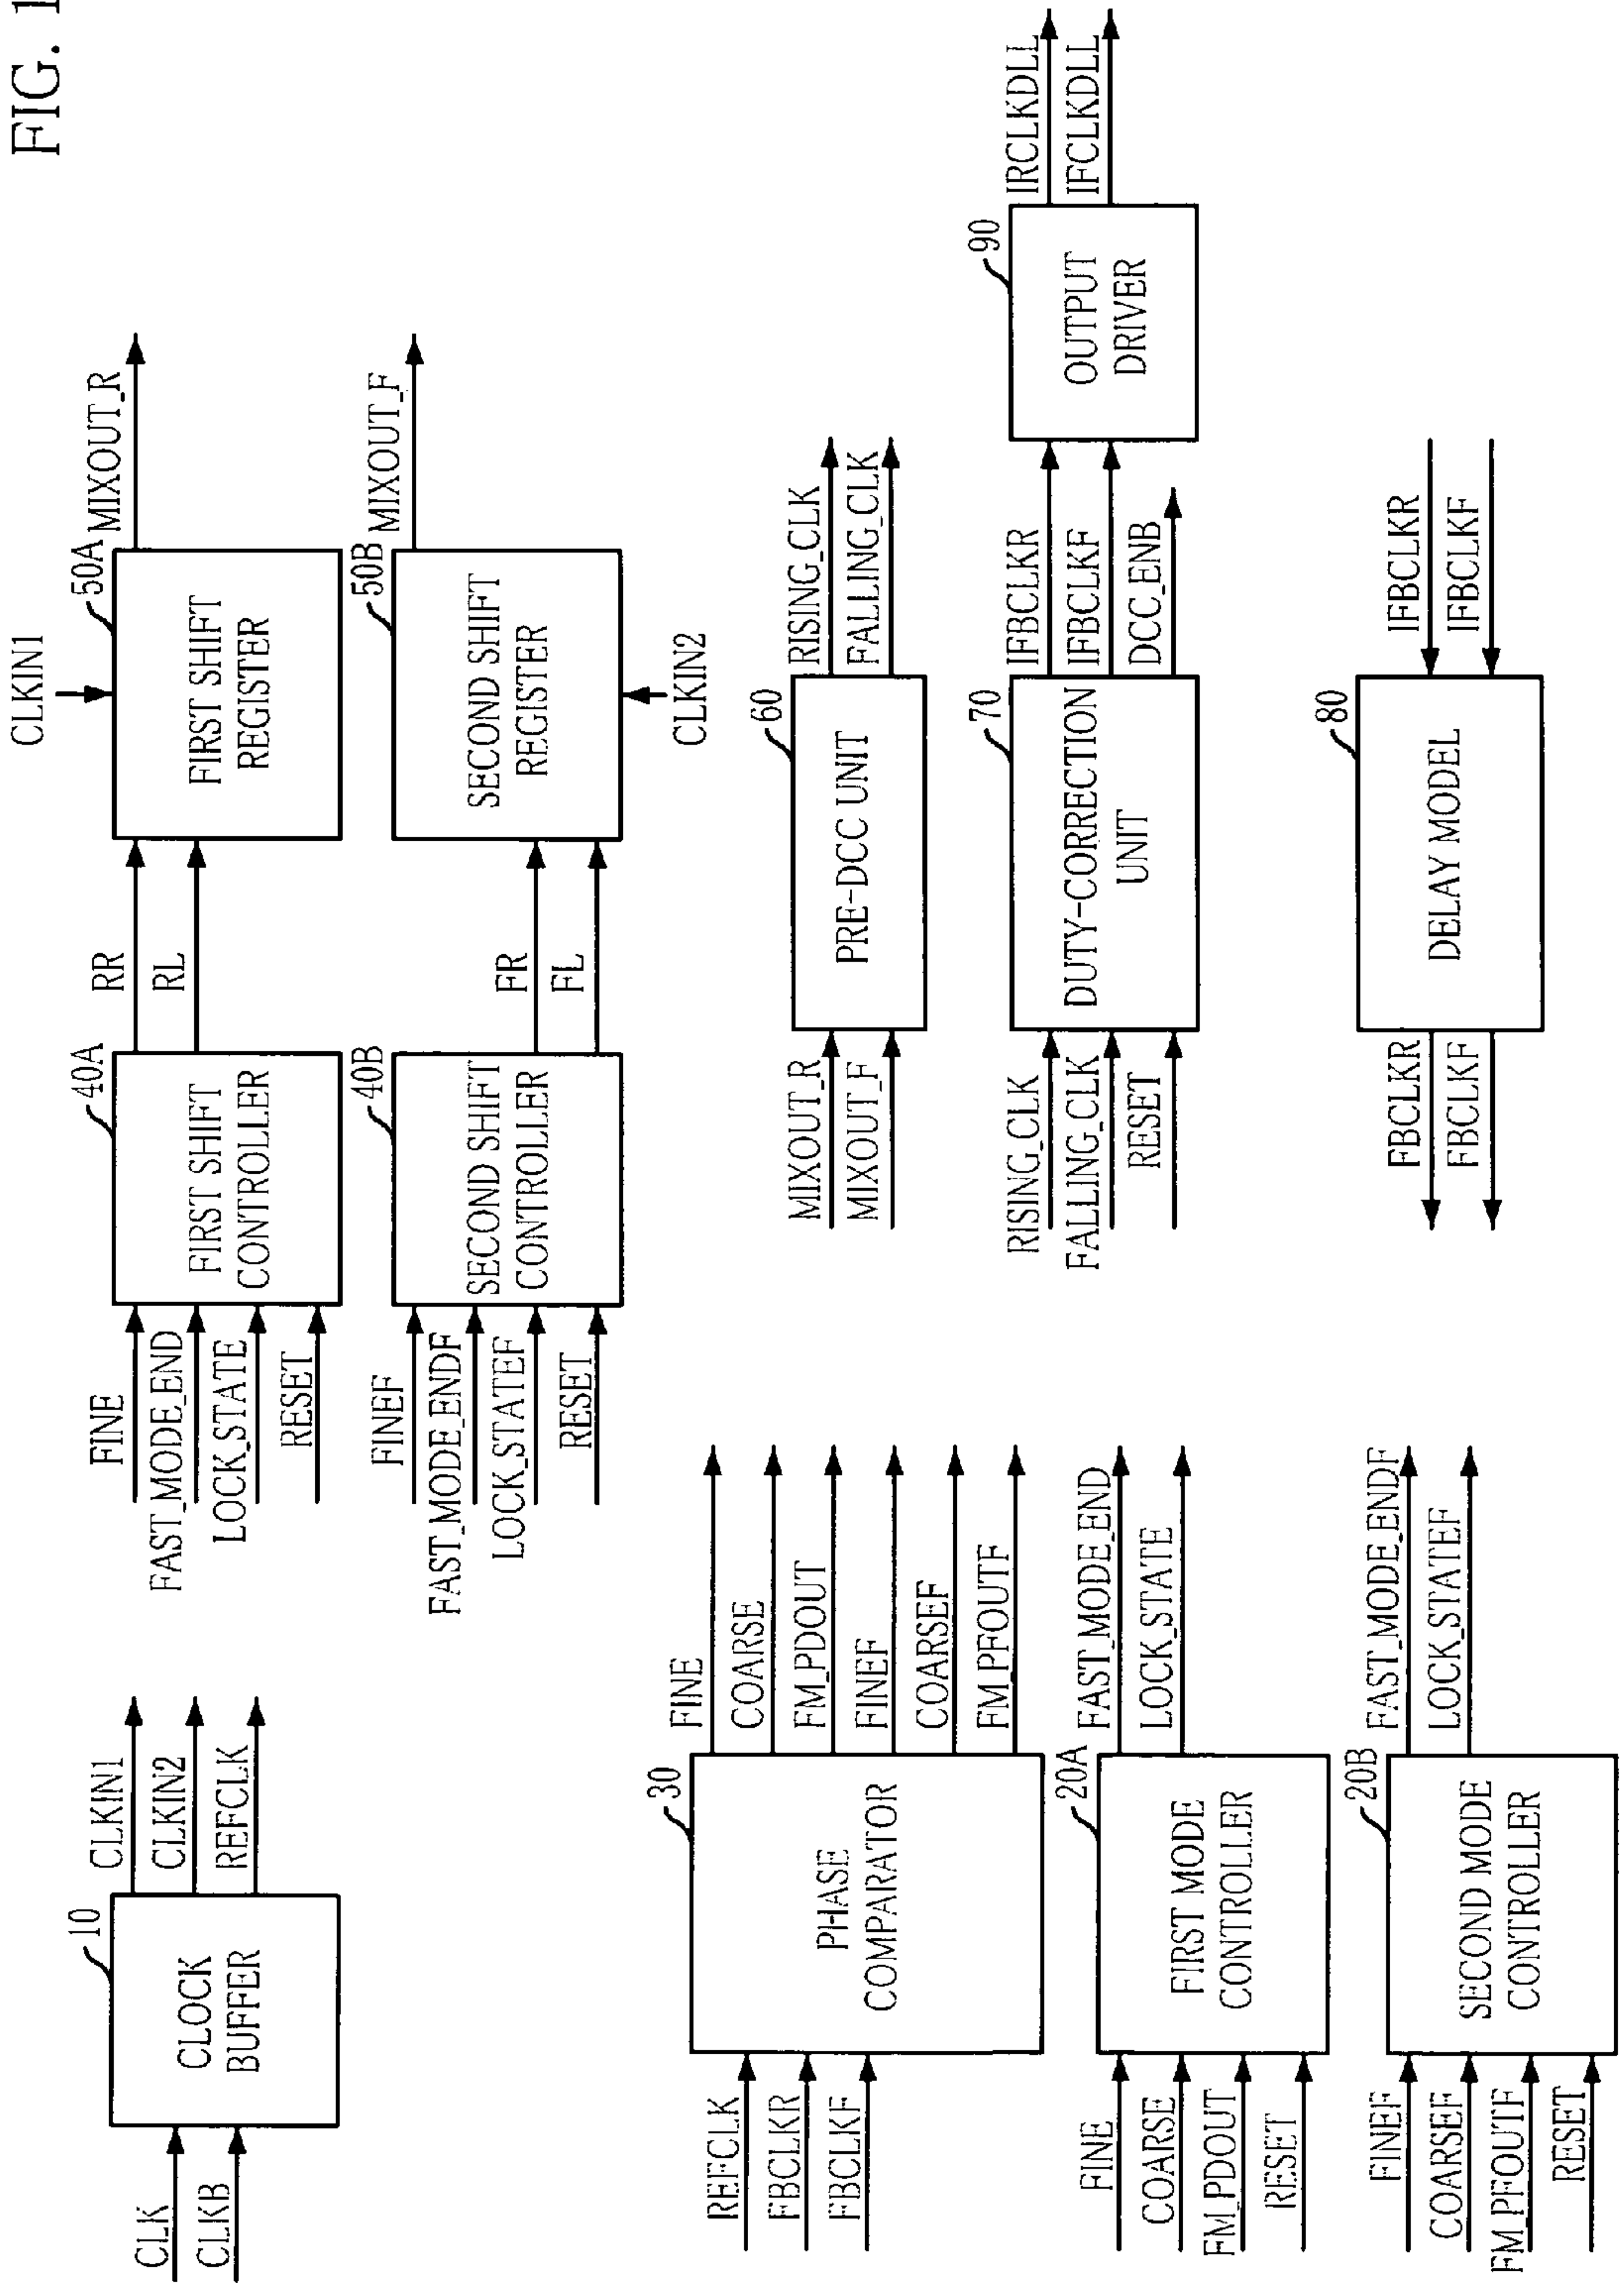 FIG. 1
CLK
CLKB
10
CLOCK
BUFFER
CLKIN1
CLKIN2
REFCLK
FINE
FAST_MODE_END
LOCK_STATE
RESET
40A
FIRST SHIFT
CONTROLLER
RR
RL
CLKIN1
50A
FIRST SHIFT
REGISTER
MIXOUT_R
FINEF
FAST_MODE_ENDF
LOCK_STATEF
RESET
40B
SECOND SHIFT
CONTROLLER
FR
FL
50B
SECOND SHIFT
REGISTER
CLKIN2
MIXOUT_F
REFCLK
FBCLKR
FBCLKF
30
PHASE
COMPARATOR
FINE
COARSE
FM_PDOUT
FINEF
COARSEF
FM_PFOUTF
MIXOUT_R
MIXOUT_F
60
PRE-DCC UNIT
RISING_CLK
FALLING_CLK
RISING_CLK
FALLING_CLK
RESET
70
DUTY-CORRECTION
UNIT
IFBCLKR
IFBCLKF
DCC_ENB
90
OUTPUT
DRIVER
IRCLKDLL
IFCLKDLL
FINE
COARSE
FM_PDOUT
RESET
20A
FIRST MODE
CONTROLLER
FAST_MODE_END
LOCK_STATE
FINEF
COARSEF
FM_PFOUTF
RESET
20B
SECOND MODE
CONTROLLER
FAST_MODE_ENDF
LOCK_STATEF
FBCLKR
FBCLKF
80
DELAY MODEL
IFBCLKR
IFBCLKF